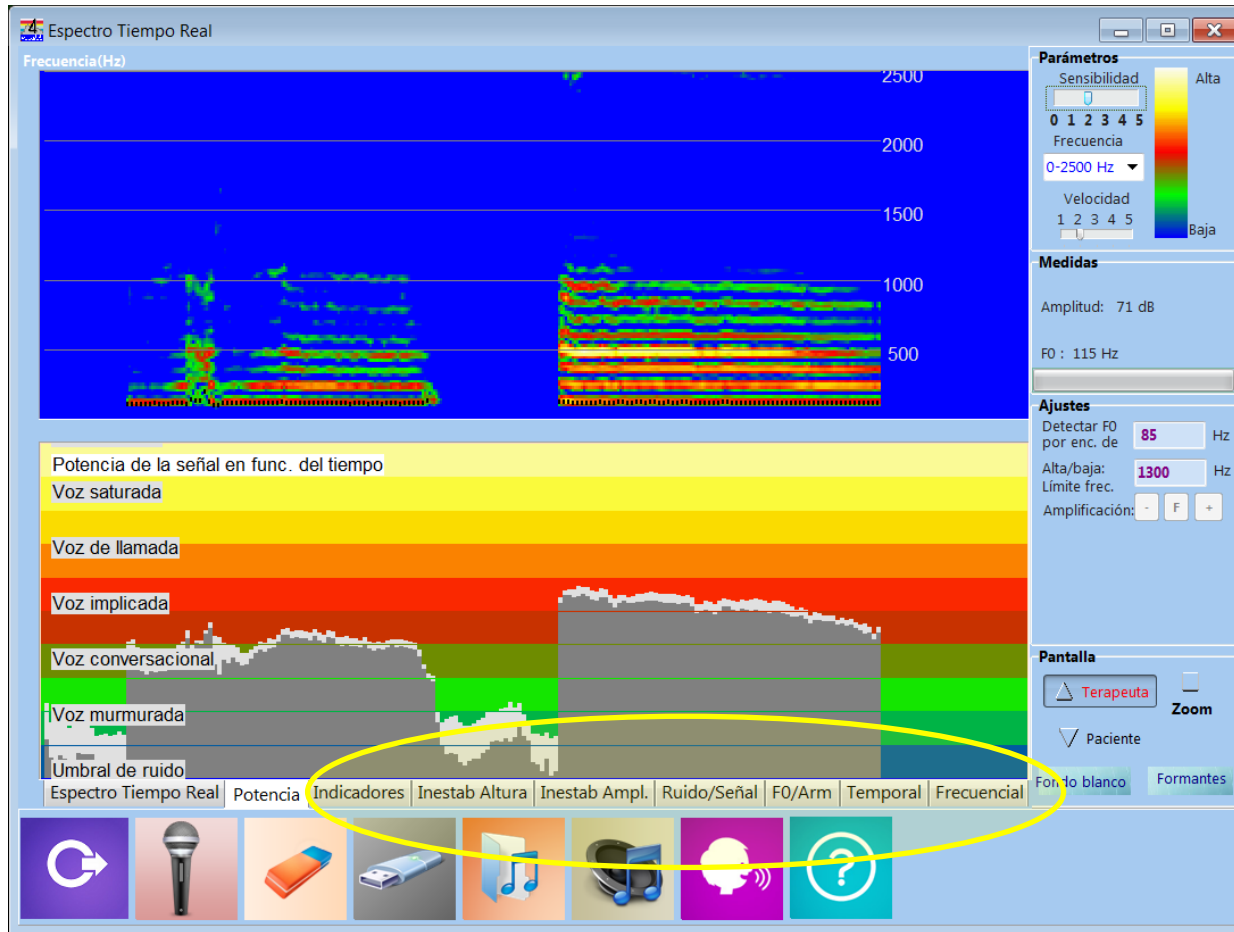 Espectro Tiempo Real
Frecuencia(Hz)
2500
2000
1500
1000
500
Potencia de la señal en func. del tiempo
Voz saturada
Voz de llamada
Voz implicada
Voz conversacional
Voz murmurada
Umbral de ruido
Espectro Tiempo Real Potencia Indicadores Inestab Altura Inestab Ampl. Ruido/Señal F0/Arm Temporal Frecuencial
Parámetros
Sensibilidad
Alta
0 1 2 3 4 5
Frecuencia
0-2500 Hz
Velocidad
1 2 3 4 5
Baja
Medidas
Amplitud: 71 dB
F0 : 115 Hz
Ajustes
Detectar F0
por enc. de
85 Hz
Alta/baja:
Límite frec.
1300 Hz
Amplificación: - F +
Pantalla
Terapeuta
Zoom
Paciente
Fondo blanco Formantes
?